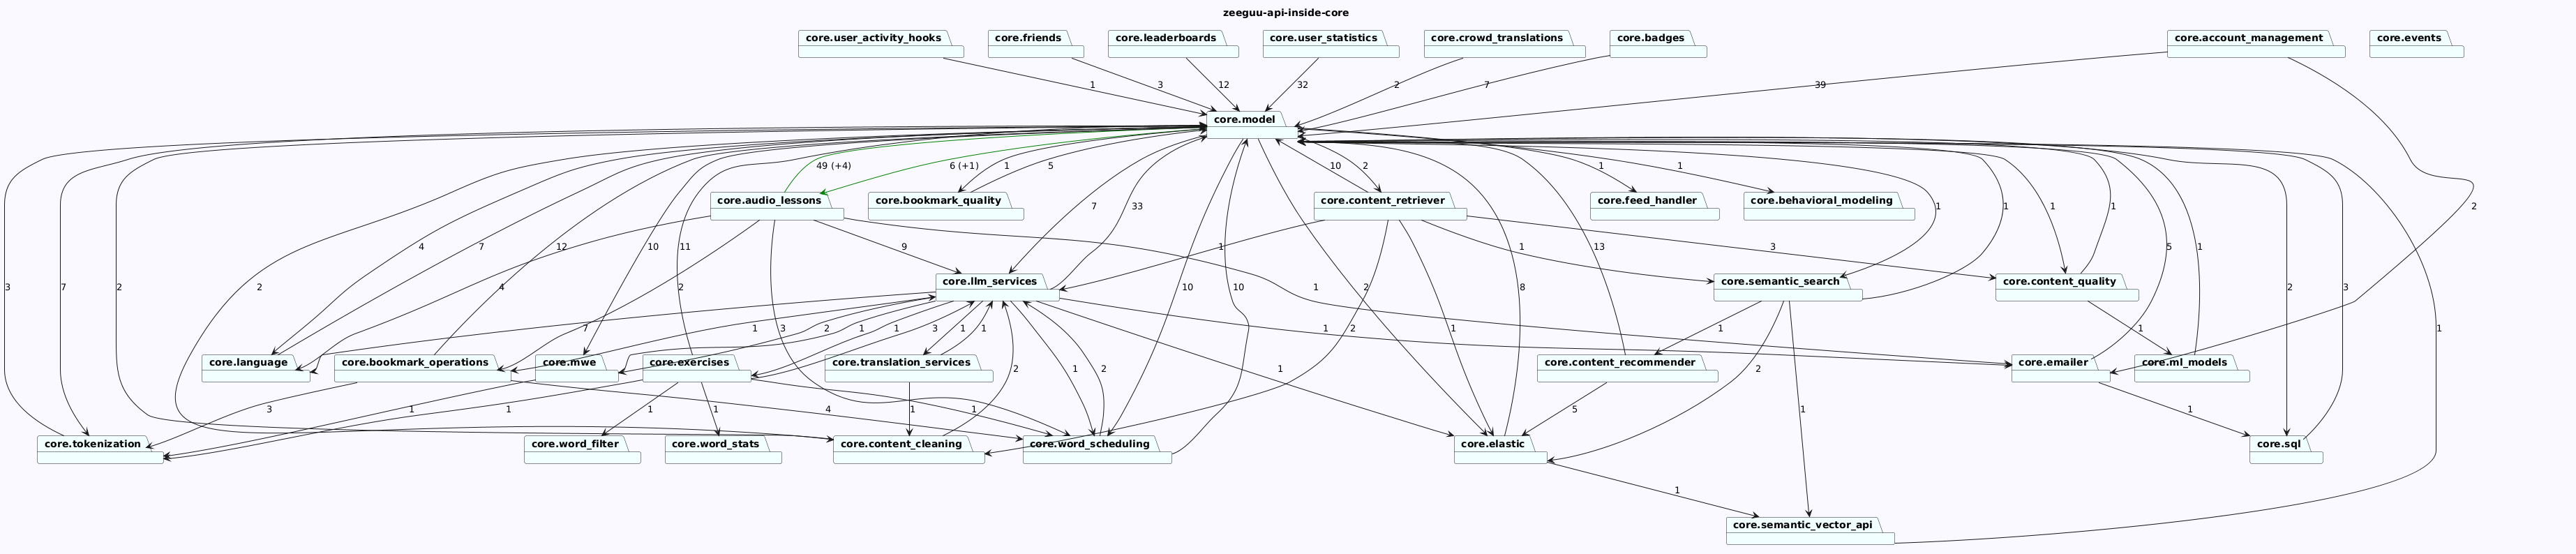 zeeguu-api-inside-core
core.user_activity_hooks
core.friends
core.leaderboards
core.user_statistics
core.crowd_translations
core.badges
core.account_management
core.events
1
3
12
32
2
7
39
core.model
49 (+4)
6 (+1)
1
5
10
2
1
1
core.audio_lessons
core.bookmark_quality
core.content_retriever
core.feed_handler
core.behavioral_modeling
7
33
1
1
1
1
2
4
7
12
10
11
9
1
1
3
13
5
1
core.llm_services
core.semantic_search
core.content_quality
3
7
2
2
4
2
3
10
10
2
8
1
2
3
1
7
1
2
1
1
3
1
1
1
2
2
1
1
1
1
2
1
core.language
core.bookmark_operations
core.mwe
core.exercises
core.translation_services
core.content_recommender
core.emailer
core.ml_models
3
1
1
1
1
1
4
1
5
1
1
core.tokenization
core.word_filter
core.word_stats
core.content_cleaning
core.word_scheduling
core.elastic
core.sql
1
core.semantic_vector_api